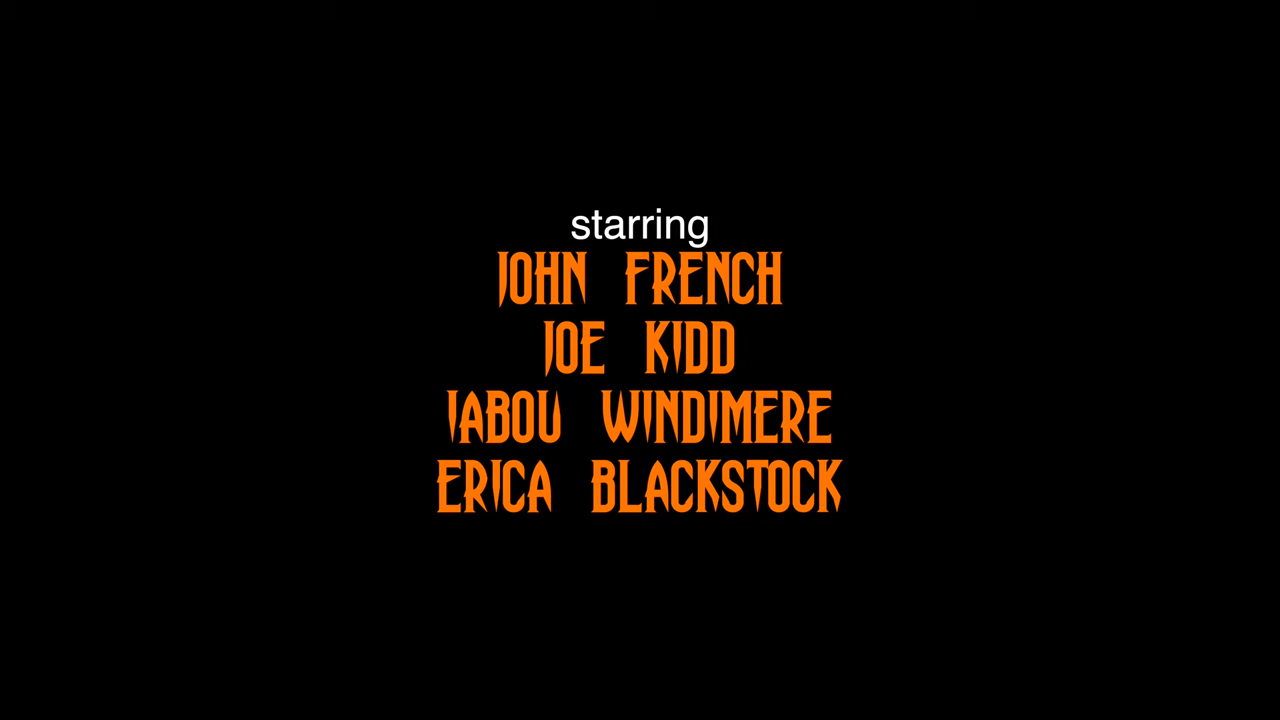 starring
JOHN FRENCH
JOE KIDD
IABOU WINDIMERE
ERICA BLACKSTOCK